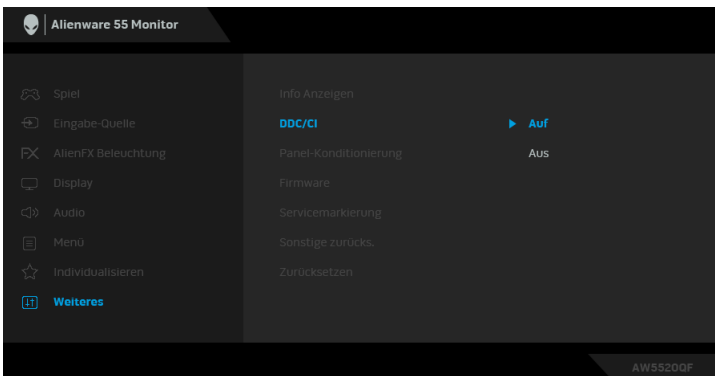 Alienware 55 Monitor
Spiel
Eingabe-Quelle
AlienFX Beleuchtung
Display
Audio
Menü
Individualisieren
Weiteres
Info Anzeigen
DDC/CI
Auf
Aus
Panel-Konditionierung
Firmware
Servicemarkierung
Sonstige zurücks.
Zurücksetzen
AW5520QF